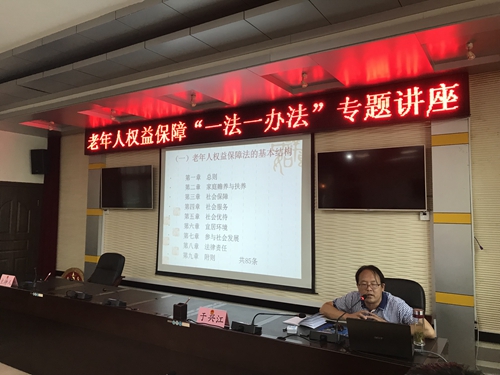 老年人权益保障“一法一办法”专题讲座
（一）老年人权益保障法的基本结构
第一章 总则
第二章 家庭赡养与扶养
第三章 社会保障
第四章 社会服务
第五章 社会优待
第六章 宜居环境
第七章 参与社会发展
第八章 法律责任
第九章 附则 共85条